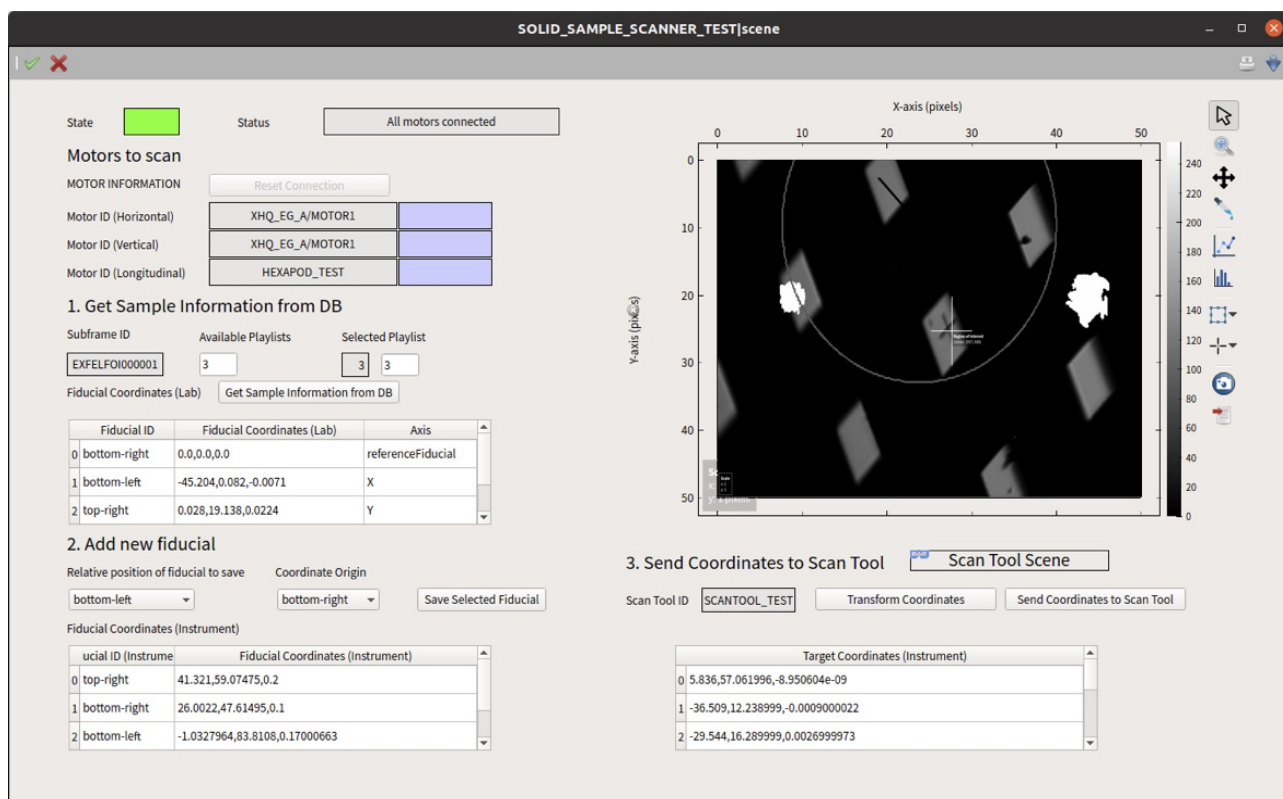 SOLID_SAMPLE_SCANNER_TEST|scene
State
Status
All motors connected
Motors to scan
MOTOR INFORMATION
Reset Connection
Motor ID (Horizontal)
XHQ_EG_A/MOTOR1
Motor ID (Vertical)
XHQ_EG_A/MOTOR1
Motor ID (Longitudinal)
HEXAPOD_TEST
1. Get Sample Information from DB
Subframe ID
Available Playlists
Selected Playlist
EXFELFOI000001
3
3
3
Fiducial Coordinates (Lab)
Get Sample Information from DB
Fiducial ID
Fiducial Coordinates (Lab)
Axis
0 bottom-right
0.0,0.0,0.0
referenceFiducial
1 bottom-left
-45.204,0.082,-0.0071
X
2 top-right
0.028,19.138,0.0224
Y
2. Add new fiducial
Relative position of fiducial to save
Coordinate Origin
bottom-left
bottom-right
Save Selected Fiducial
Fiducial Coordinates (Instrument)
ucial ID (Instrume
Fiducial Coordinates (Instrument)
0 top-right
41.321,59.07475,0.2
1 bottom-right
26.0022,47.61495,0.1
2 bottom-left
-1.0327964,83.8108,0.17000663
X-axis (pixels)
0
10
20
30
40
50
Y-axis (pixels)
0
10
20
30
40
50
Region of Interest
240
220
200
180
160
140
120
100
80
60
40
20
0
3. Send Coordinates to Scan Tool
Scan Tool Scene
Scan Tool ID
SCANTOOL_TEST
Transform Coordinates
Send Coordinates to Scan Tool
Target Coordinates (Instrument)
0 5.836,57.061996,-8.950604e-09
1 -36.509,12.238999,-0.0009000022
2 -29.544,16.289999,0.0026999973